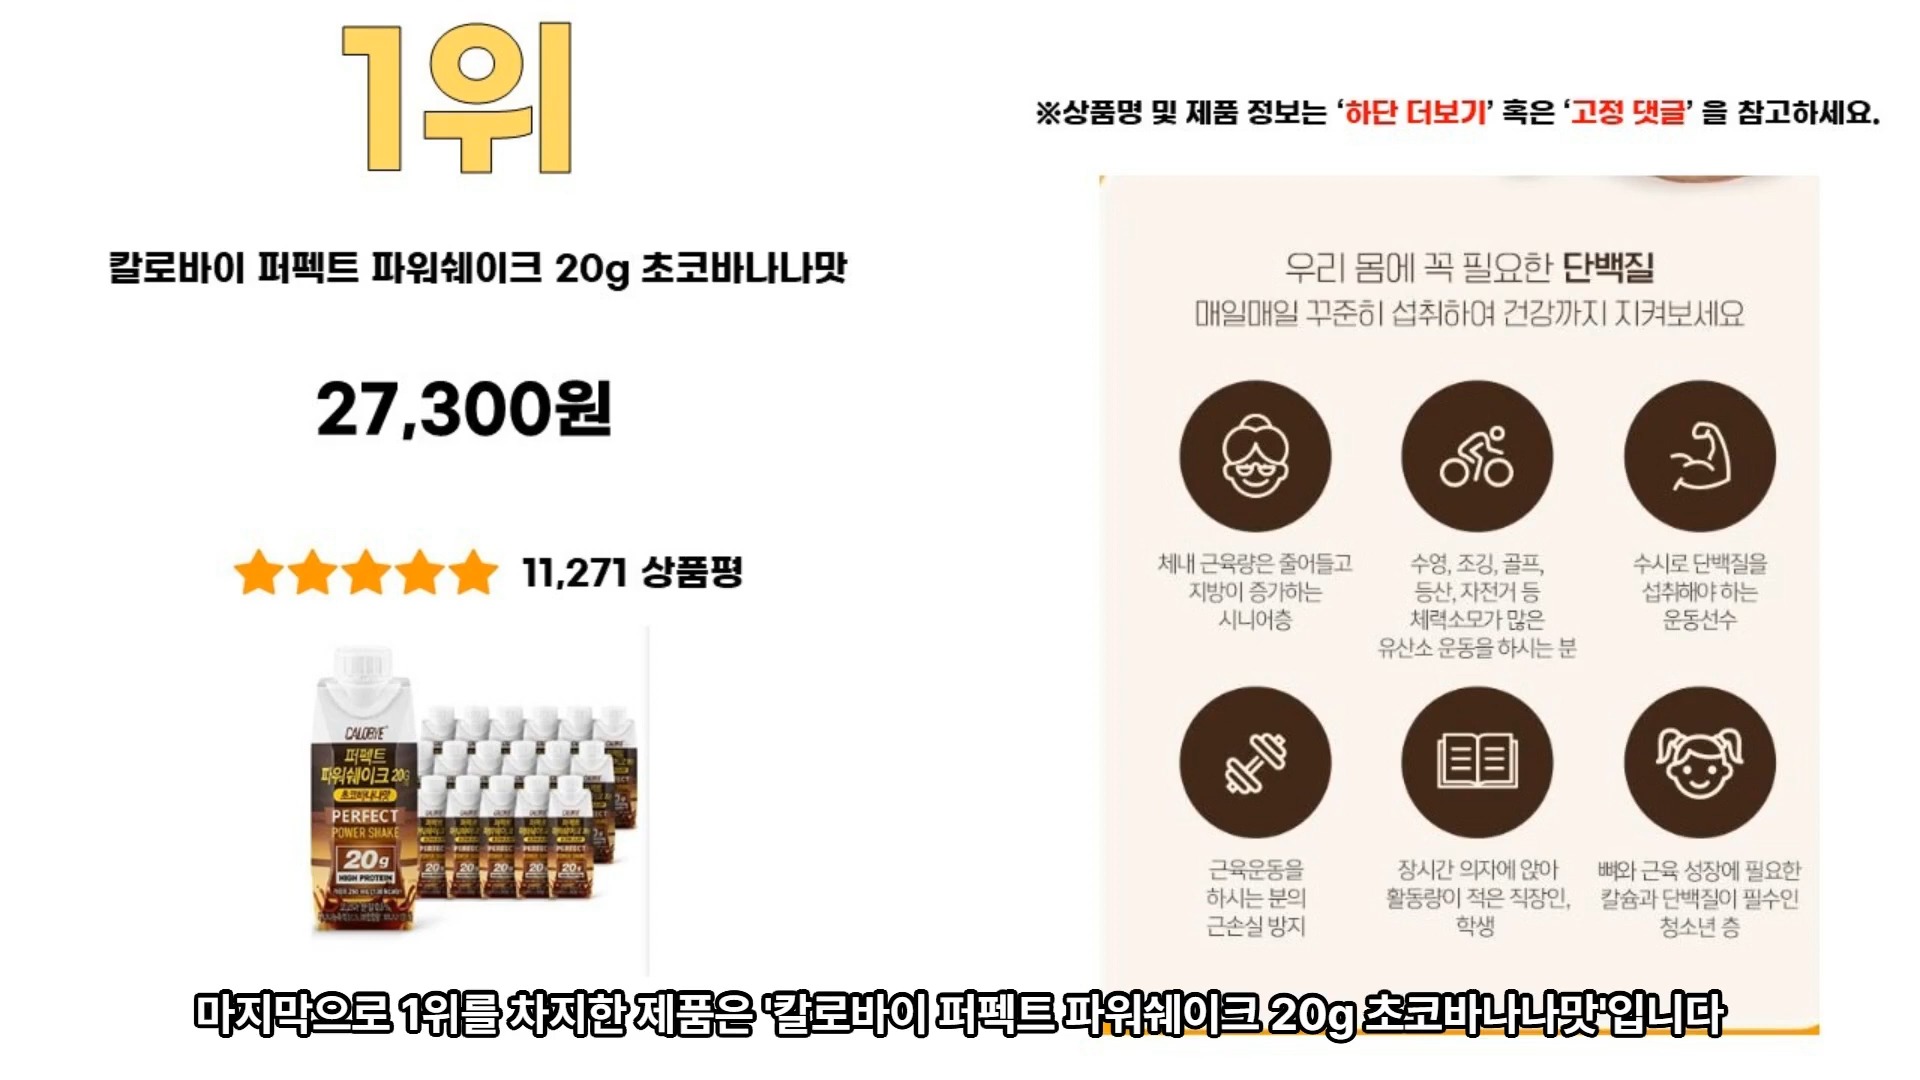 1위
※상품명 및 제품 정보는 ‘하단 더보기’ 혹은 ‘고정 댓글’ 을 참고하세요.
칼로바이 퍼펙트 파워쉐이크 20g 초코바나나맛
27,300원
11,271 상품평
CALOBYE
퍼펙트
파워쉐이크 20G
초코바나나맛
PERFECT
POWER SHAKE
20g
HIGH PROTEIN
우리 몸에 꼭 필요한 단백질
매일매일 꾸준히 섭취하여 건강까지 지켜보세요
체내 근육량은 줄어들고
지방이 증가하는
시니어층
수영, 조깅, 골프,
등산, 자전거 등
체력소모가 많은
유산소 운동을 하시는 분
수시로 단백질을
섭취해야 하는
운동선수
근육운동을
하시는 분의
근손실 방지
장시간 의자에 앉아
활동량이 적은 직장인,
학생
뼈와 근육 성장에 필요한
칼슘과 단백질이 필수인
청소년 층
마지막으로 1위를 차지한 제품은 '칼로바이 퍼펙트 파워쉐이크 20g 초코바나나맛'입니다